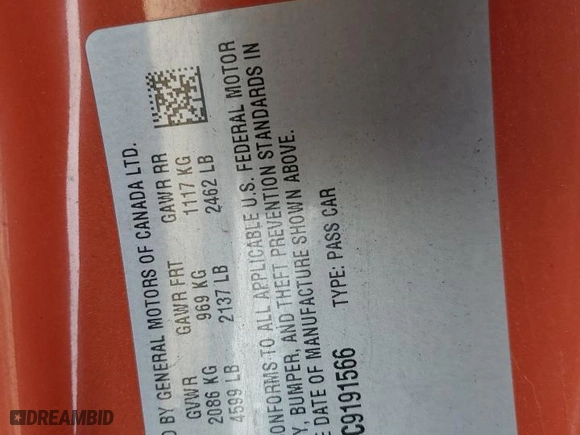 D BY GENERAL MOTORS OF CANADA LTD.
GVWR GAWR FRT GAWR RR
2086 KG 969 KG 1117 KG
4599 LB 2137 LB 2462 LB
ONFORMS TO ALL APPLICABLE U.S. FEDERAL MOTOR
Y, BUMPER, AND THEFT PREVENTION STANDARDS IN
E DATE OF MANUFACTURE SHOWN ABOVE.
C9191566 TYPE: PASS CAR
DREAMBID